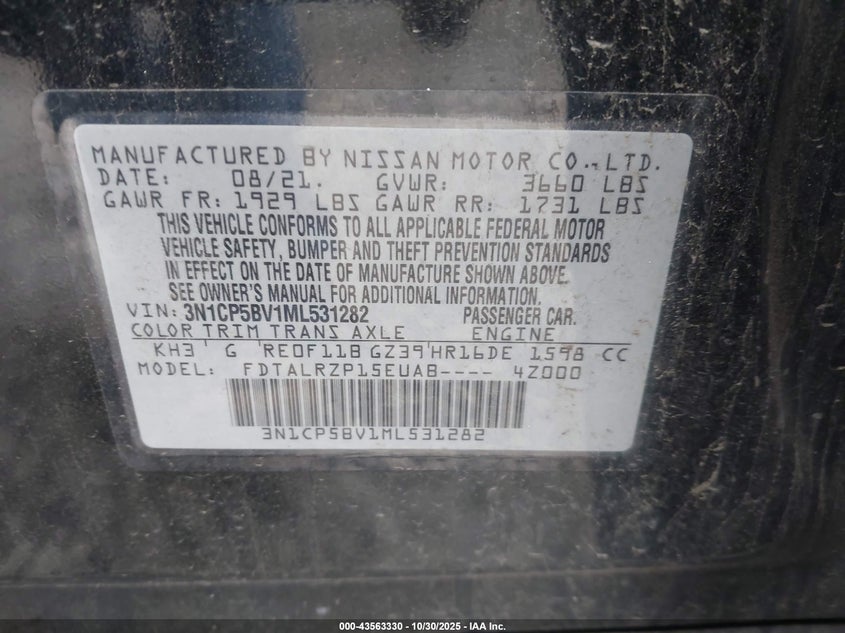 MANUFACTURED BY NISSAN MOTOR CO.,LTD.
DATE: 08/21. GVWR: 3660 LBS
GAWR FR: 1929 LBS GAWR RR: 1731 LBS
THIS VEHICLE CONFORMS TO ALL APPLICABLE FEDERAL MOTOR
VEHICLE SAFETY, BUMPER AND THEFT PREVENTION STANDARDS
IN EFFECT ON THE DATE OF MANUFACTURE SHOWN ABOVE.
SEE OWNER'S MANUAL FOR ADDITIONAL INFORMATION.
VIN: 3N1CP5BV1ML531282 PASSENGER CAR.
COLOR TRIM TRANS AXLE ENGINE
KH3 G RE0F11B GZ39 HR16DE 1598 CC
MODEL: FDTALRZP15EUAB---- 4Z000
3N1CP5BV1ML531282
000-43563330 - 10/30/2025 - IAA Inc.